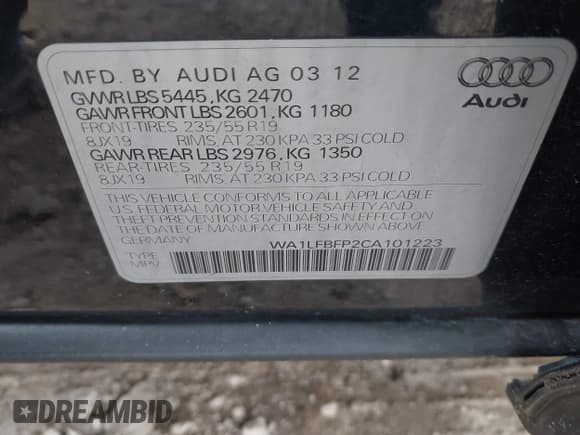 MFD. BY AUDI AG 03 12
GVWR LBS 5445, KG 2470
GAWR FRONT LBS 2601, KG 1180
FRONT-TIRES 235/55 R19
8JX19 RIMS, AT 230 KPA 33 PSI COLD
GAWR REAR LBS 2976, KG 1350
REAR-TIRES 235/55 R19
8JX19 RIMS, AT 230 KPA 33 PSI COLD
THIS VEHICLE CONFORMS TO ALL APPLICABLE
U.S. FEDERAL MOTOR VEHICLE SAFETY
AND THEFT PREVENTION STANDARDS IN EFFECT ON
THE DATE OF MANUFACTURE SHOWN ABOVE
GERMANY WA1LFBFP2CA101223
TYPE
MPV
Audi
DREAMBID